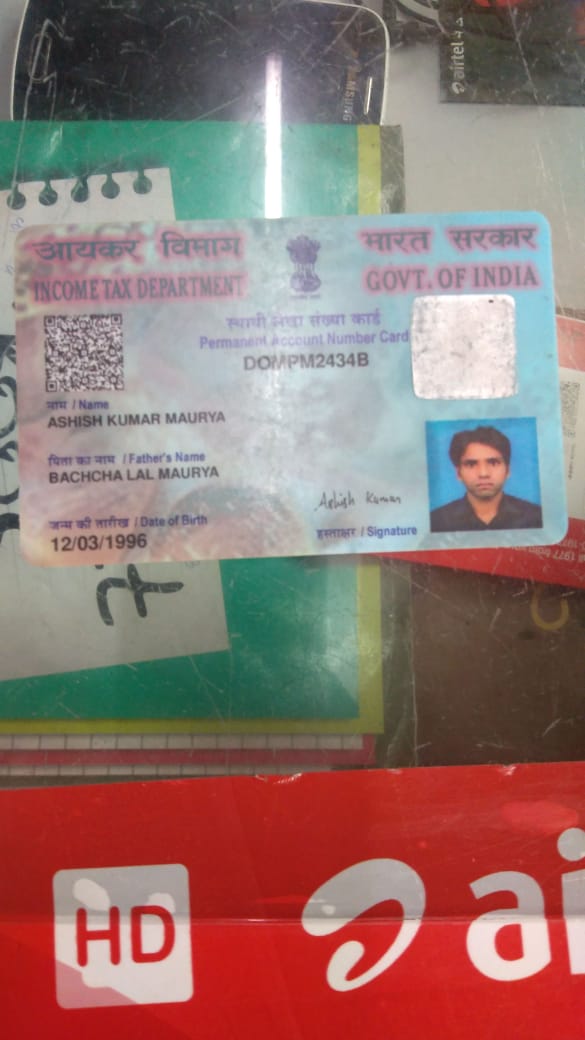 SAMSUNG
airtel
आयकर विभाग
INCOME TAX DEPARTMENT
भारत सरकार
GOVT. OF INDIA
स्थायी लेखा संख्या कार्ड
Permanent Account Number Card
DOMPM2434B
नाम / Name
ASHISH KUMAR MAURYA
पिता का नाम / Father's Name
BACHCHA LAL MAURYA
जन्म की तारीख / Date of Birth
12/03/1996
Ashish Kumar
हस्ताक्षर / Signature
HD
ai